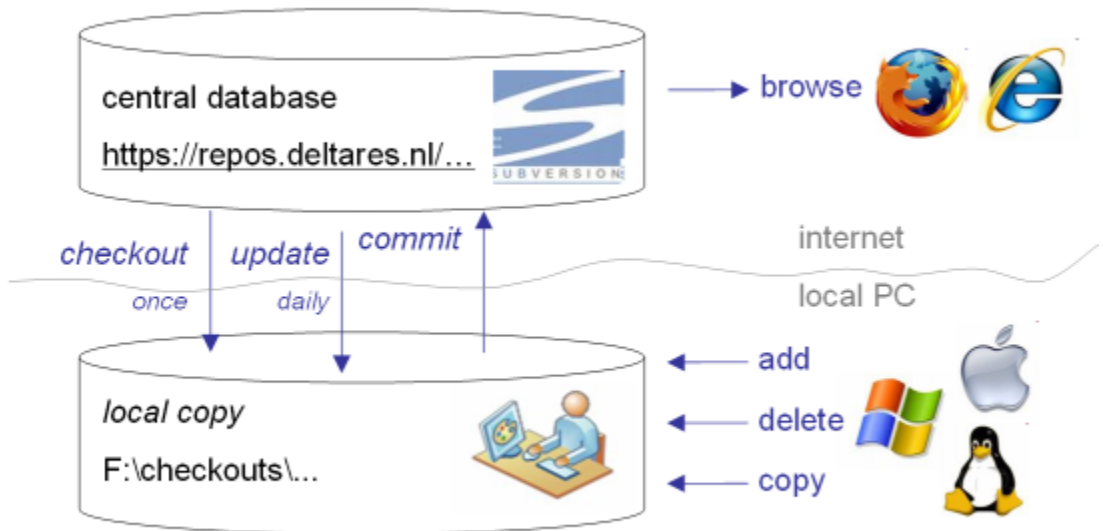 central database
https://repos.deltares.nl/...
SUBVERSION
browse
checkout
update
commit
once
daily
internet
local PC
local copy
F:\checkouts\...
add
delete
copy